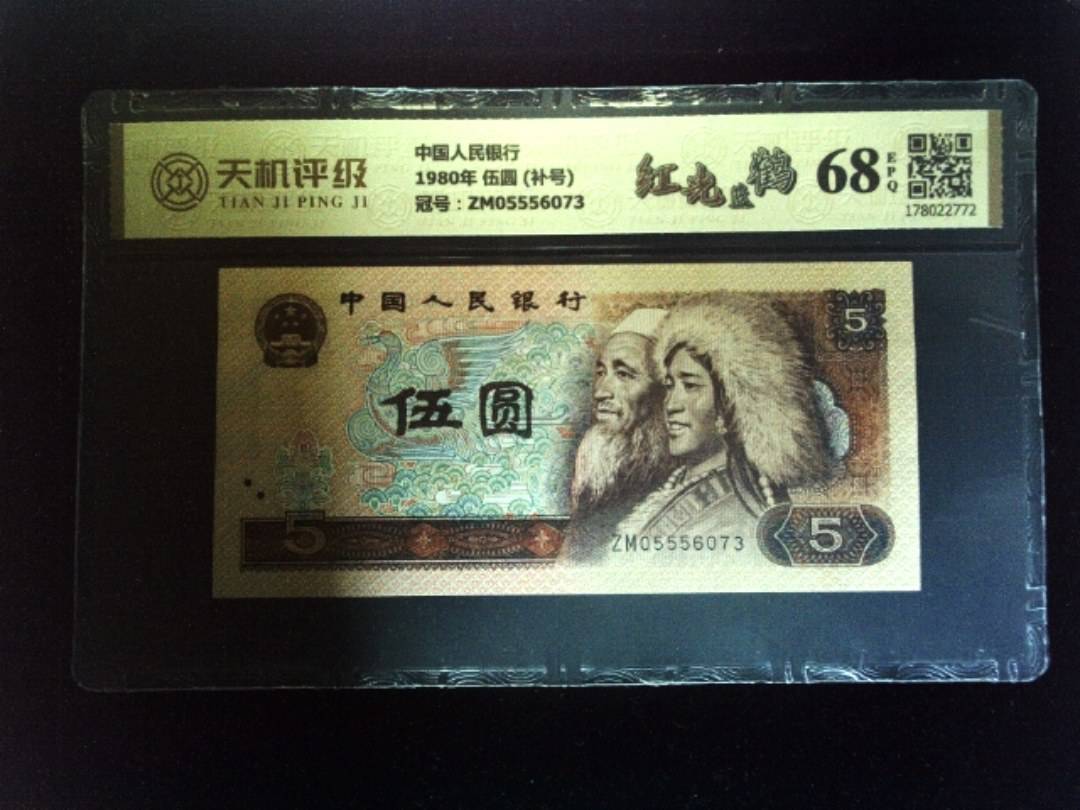 天机评级
TIAN JI PING JI
中国人民银行
1980年 伍圆 (补号)
冠号：ZM05556073
红光蓝鹤
68
EPQ
178022772
中国人民银行
5
伍圆
5
ZM05556073
5